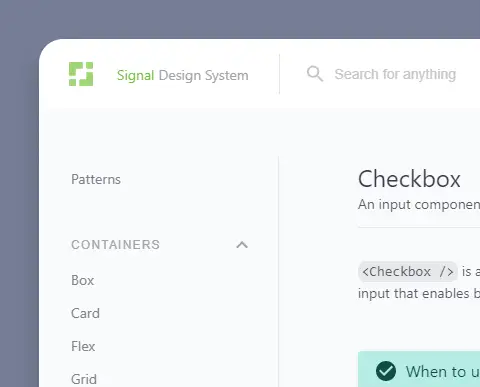 Signal Design System
Search for anything
Patterns
CONTAINERS
Box
Card
Flex
Grid
Checkbox
An input componen
<Checkbox /> is a
input that enables b
When to u